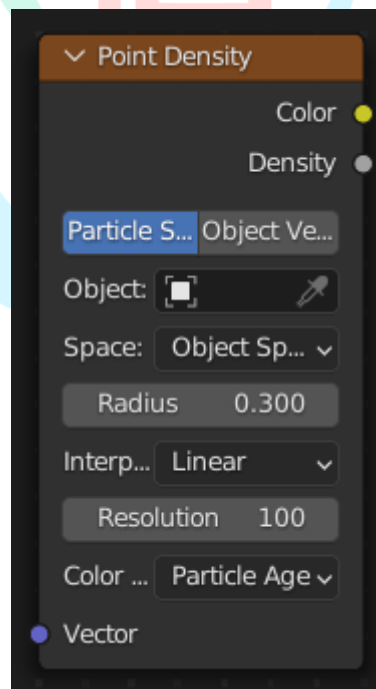 Point Density
Color
Density
Particle S... Object Ve...
Object:
Space: Object Sp...
Radius 0.300
Interp... Linear
Resolution 100
Color ... Particle Age
Vector